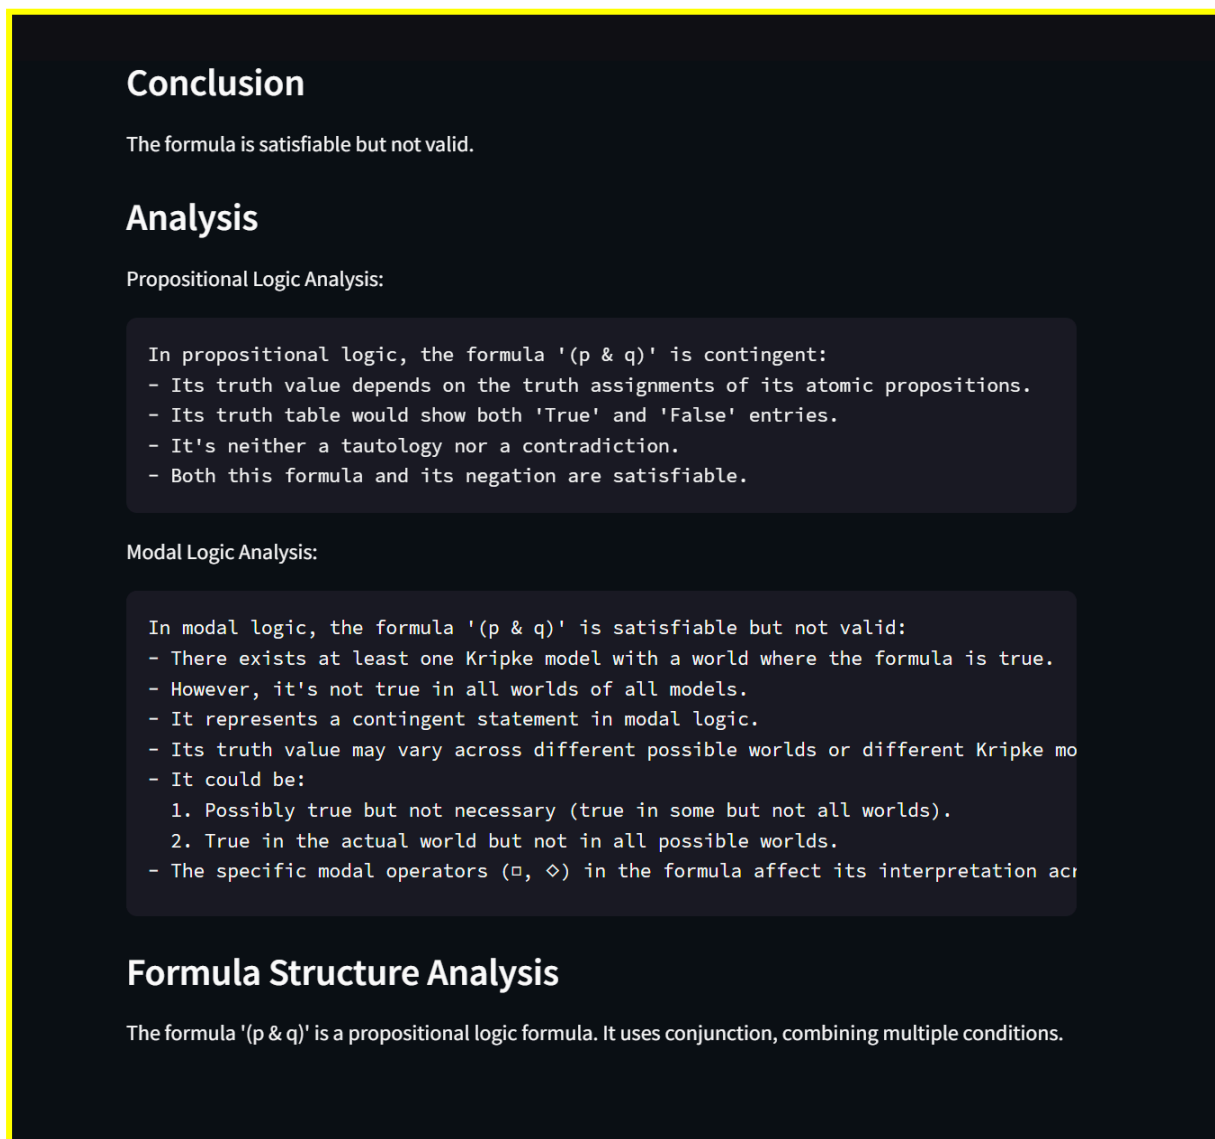 Conclusion
The formula is satisfiable but not valid.
Analysis
Propositional Logic Analysis:
In propositional logic, the formula '(p & q)' is contingent:
- Its truth value depends on the truth assignments of its atomic propositions.
- Its truth table would show both 'True' and 'False' entries.
- It's neither a tautology nor a contradiction.
- Both this formula and its negation are satisfiable.
Modal Logic Analysis:
In modal logic, the formula '(p & q)' is satisfiable but not valid:
- There exists at least one Kripke model with a world where the formula is true.
- However, it's not true in all worlds of all models.
- It represents a contingent statement in modal logic.
- Its truth value may vary across different possible worlds or different Kripke mo
- It could be:
1. Possibly true but not necessary (true in some but not all worlds).
2. True in the actual world but not in all possible worlds.
- The specific modal operators (□, ◇) in the formula affect its interpretation acr
Formula Structure Analysis
The formula '(p & q)' is a propositional logic formula. It uses conjunction, combining multiple conditions.